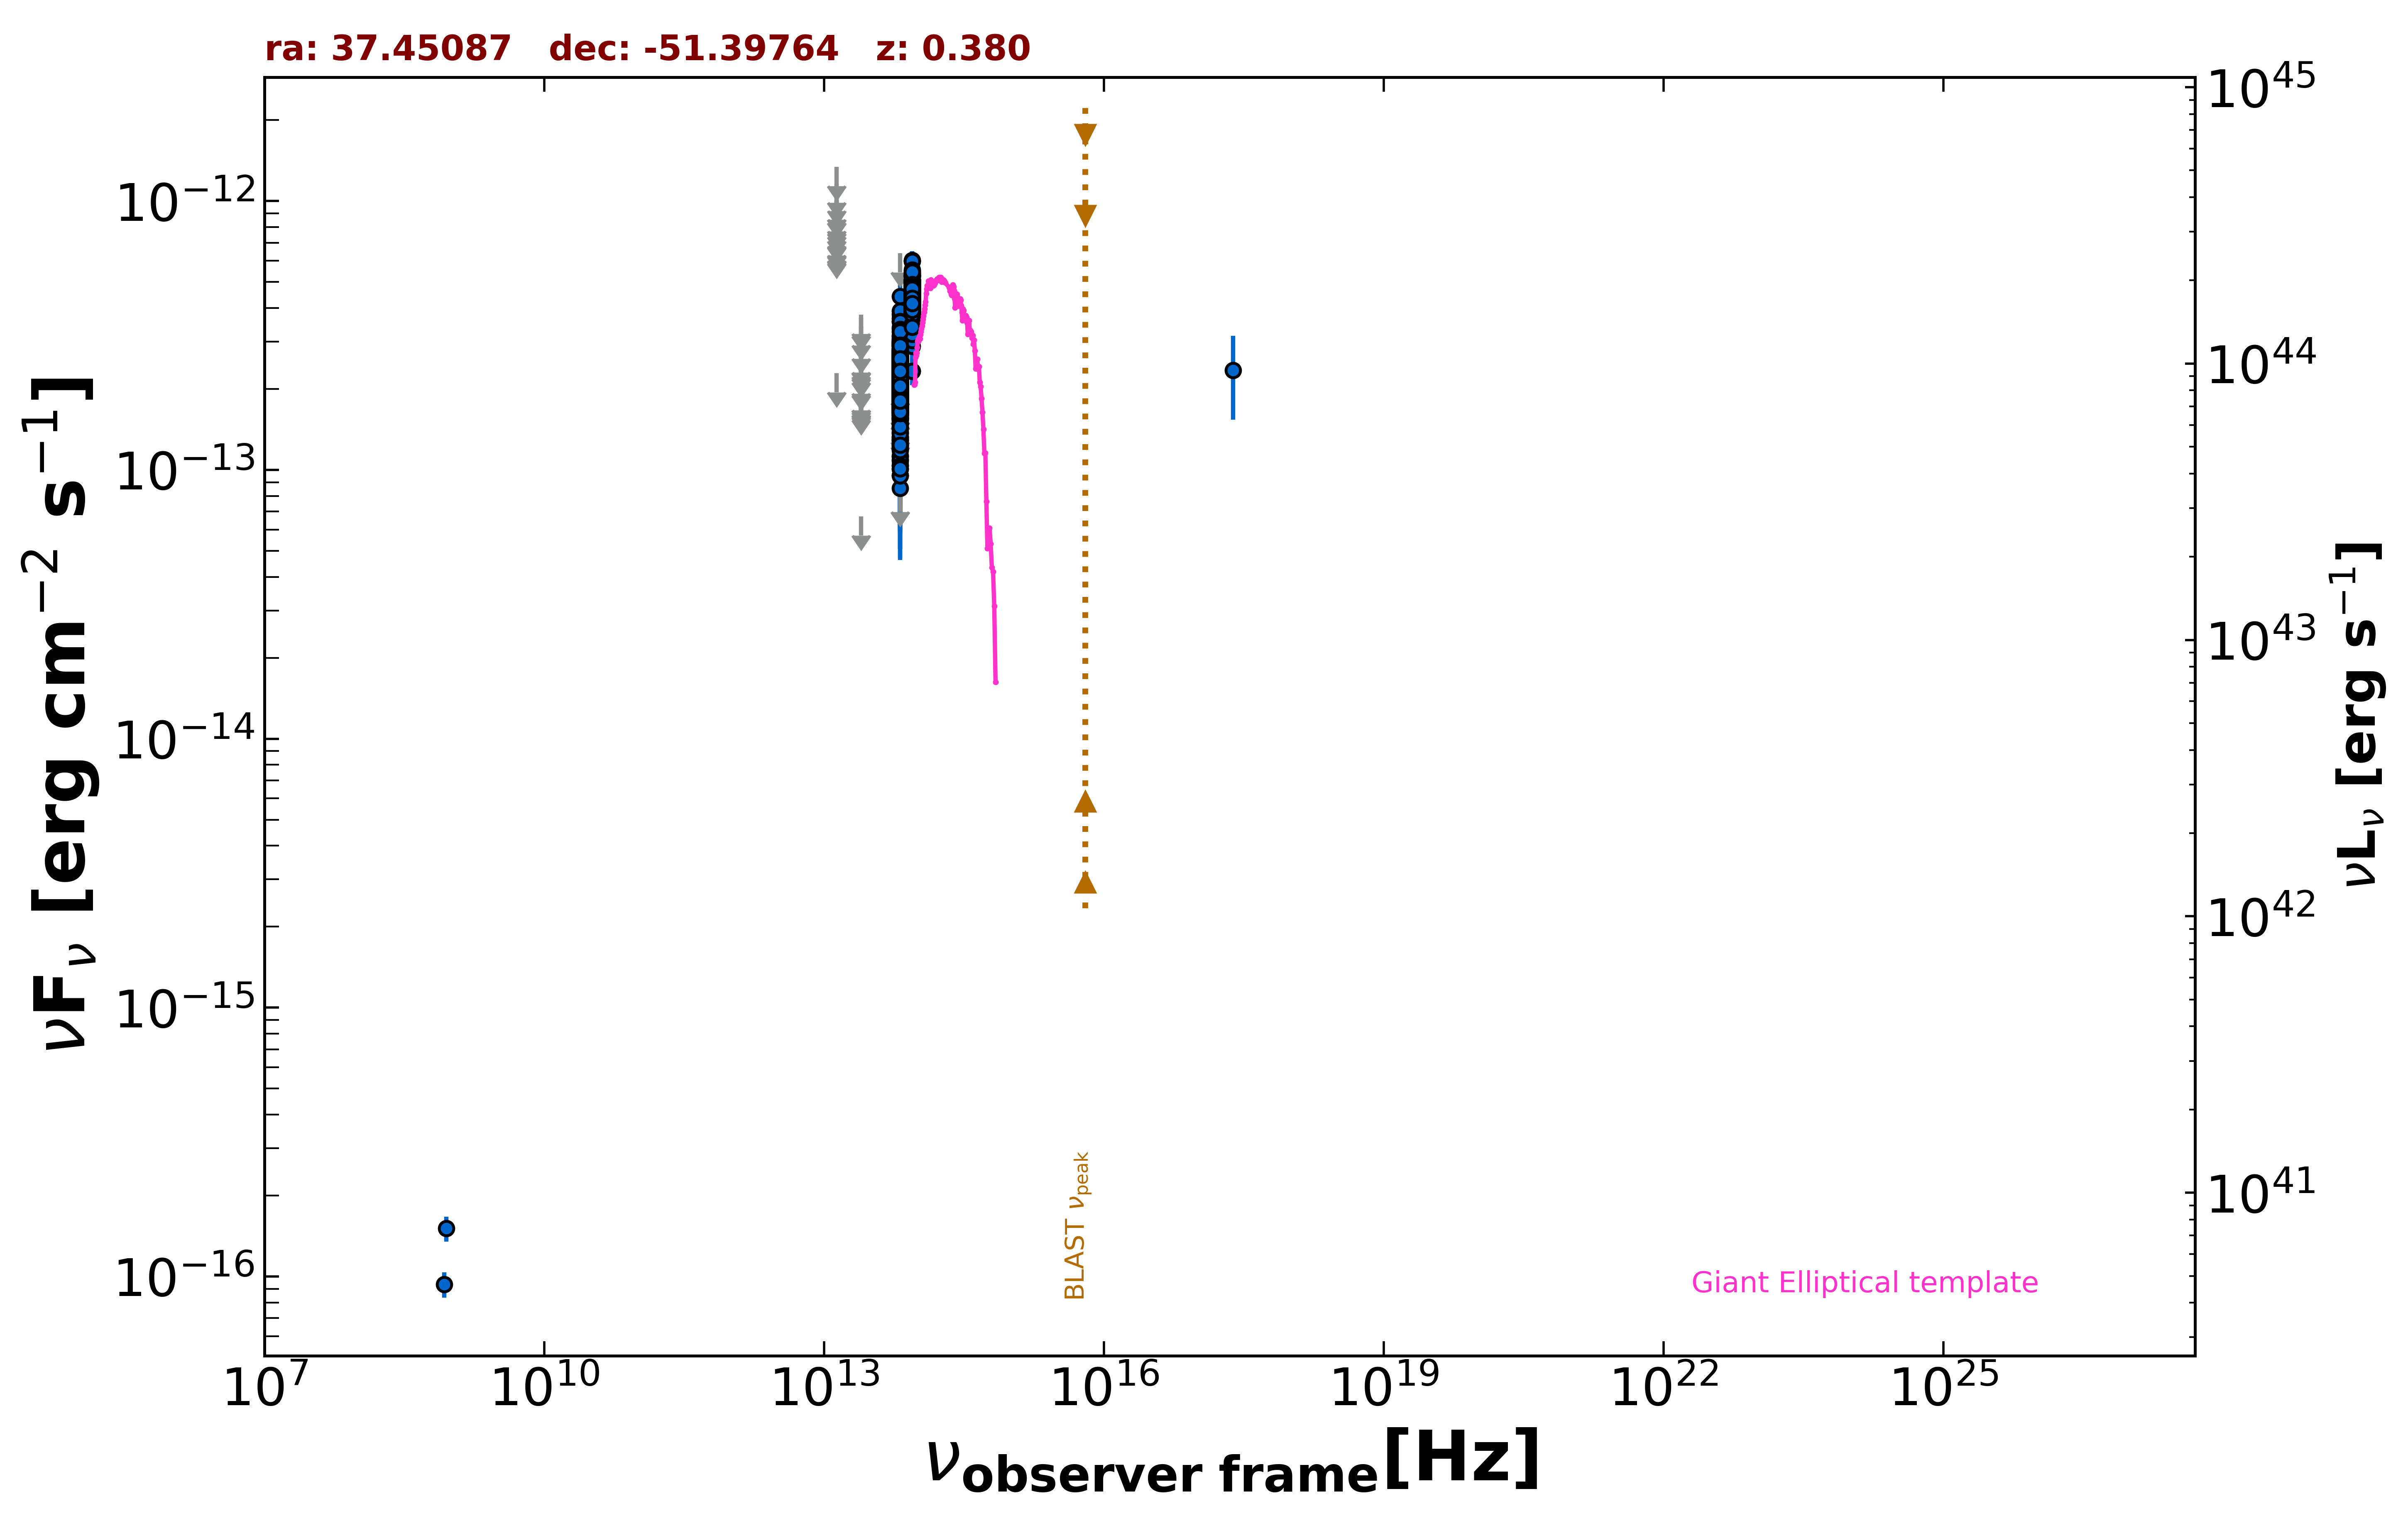 ra: 37.45087   dec: -51.39764   z: 0.380
10^45
10^-12
10^44
10^-13
νF_ν [erg cm^-2 s^-1]
10^43
νL_ν [erg s^-1]
10^-14
10^42
10^-15
BLAST ν_peak
10^41
10^-16
Giant Elliptical template
10^7 10^10 10^13 10^16 10^19 10^22 10^25
ν_observer frame[Hz]